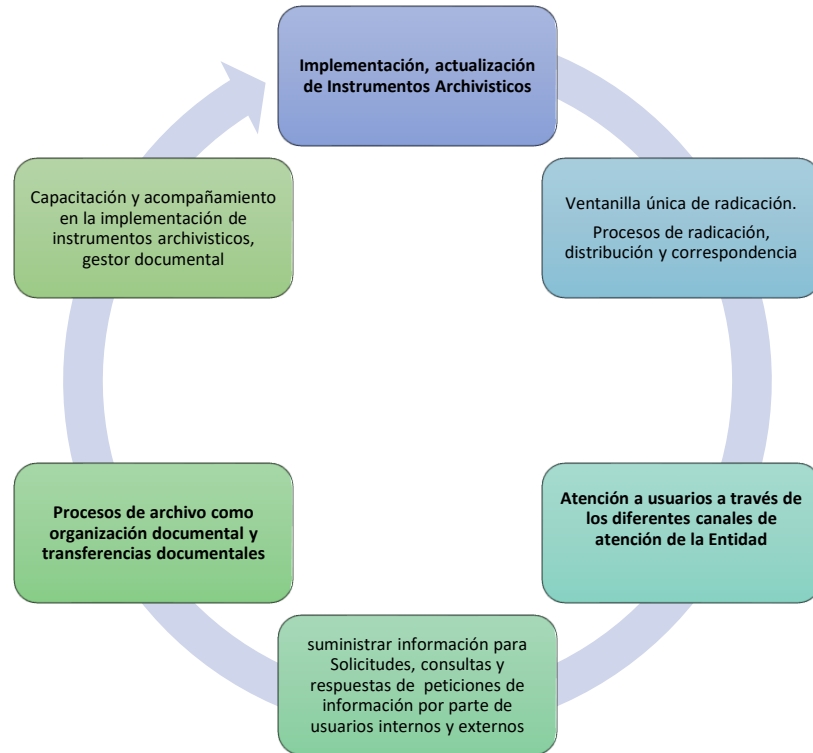 Implementación, actualización
de Instrumentos Archivisticos
Ventanilla única de radicación.
Procesos de radicación,
distribución y correspondencia
Atención a usuarios a través de
los diferentes canales de
atención de la Entidad
suministrar información para
Solicitudes, consultas y
respuestas de peticiones de
información por parte de
usuarios internos y externos
Procesos de archivo como
organización documental y
transferencias documentales
Capacitación y acompañamiento
en la implementación de
instrumentos archivisticos,
gestor documental